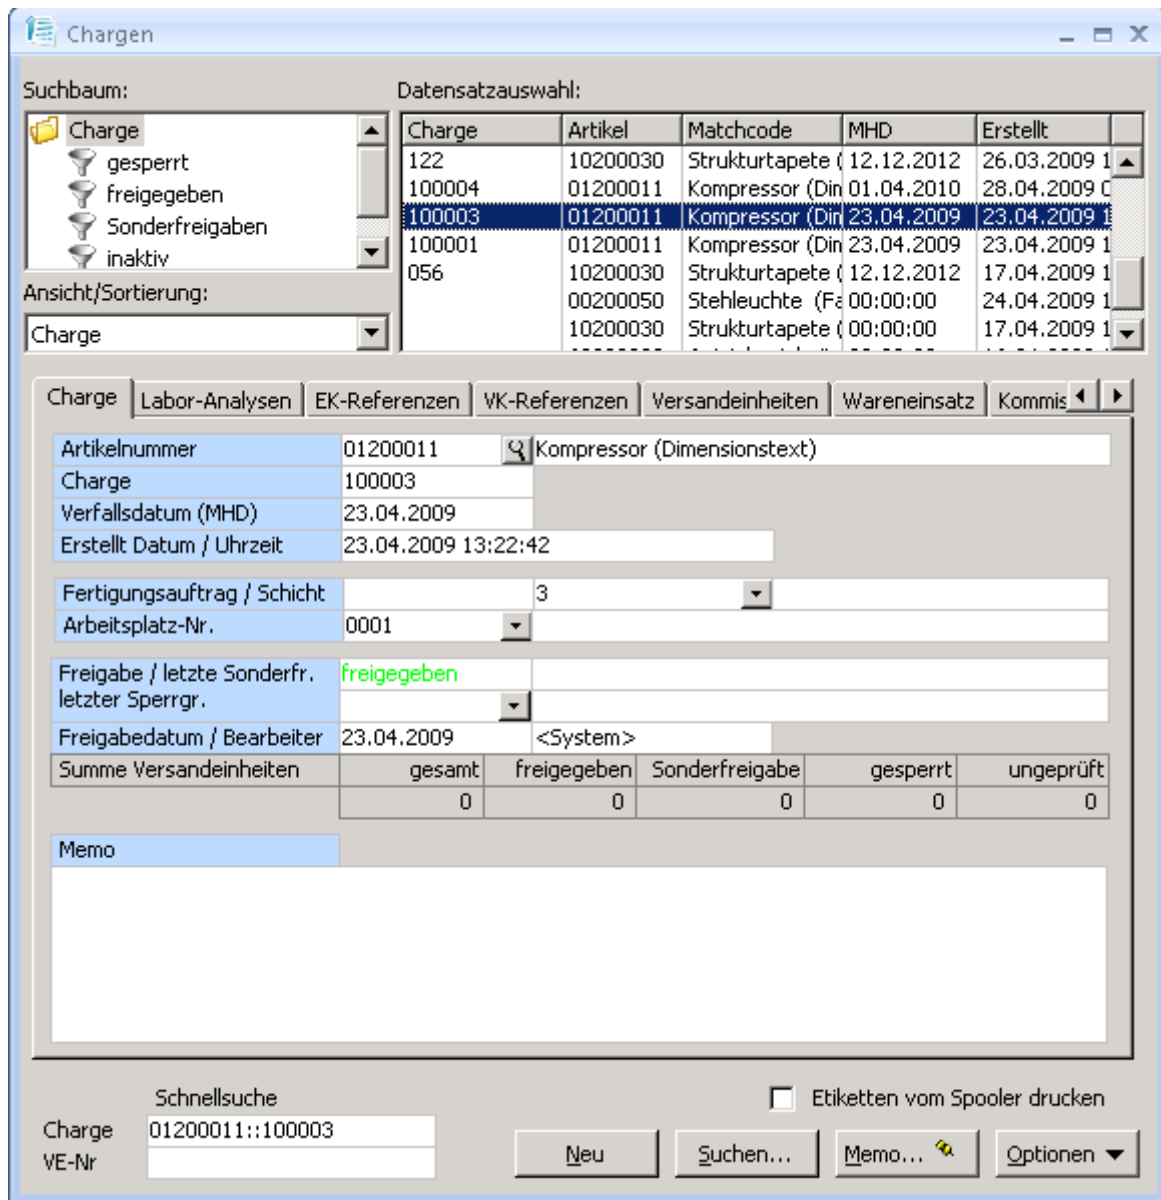 Chargen
Suchbaum:
Datensatzauswahl:
Charge
gesperrt
freigegeben
Sonderfreigaben
inaktiv
Ansicht/Sortierung:
Charge
Charge Artikel Matchcode MHD Erstellt
122 10200030 Strukturtapete ( 12.12.2012 26.03.2009 1
100004 01200011 Kompressor (Din 01.04.2010 28.04.2009 0
100003 01200011 Kompressor (Din 23.04.2009 23.04.2009 1
100001 01200011 Kompressor (Din 23.04.2009 23.04.2009 1
056 10200030 Strukturtapete ( 12.12.2012 17.04.2009 1
00200050 Stehleuchte (Fa 00:00:00 24.04.2009 1
10200030 Strukturtapete ( 00:00:00 17.04.2009 1
Charge Labor-Analysen EK-Referenzen VK-Referenzen Versandeinheiten Wareneinsatz Kommis
Artikelnummer 01200011 Kompressor (Dimensionstext)
Charge 100003
Verfallsdatum (MHD) 23.04.2009
Erstellt Datum / Uhrzeit 23.04.2009 13:22:42
Fertigungsauftrag / Schicht 3
Arbeitsplatz-Nr. 0001
Freigabe / letzte Sonderfr. freigegeben
letzter Sperrgr.
Freigabedatum / Bearbeiter 23.04.2009 <System>
Summe Versandeinheiten gesamt freigegeben Sonderfreigabe gesperrt ungeprüft
0 0 0 0 0
Memo
Schnellsuche
Etiketten vom Spooler drucken
Charge 01200011::100003
VE-Nr
Neu Suchen... Memo... Optionen